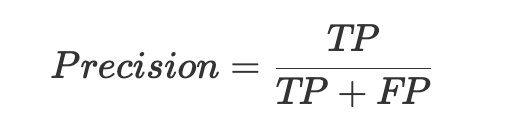 Precision = TP / TP + FP